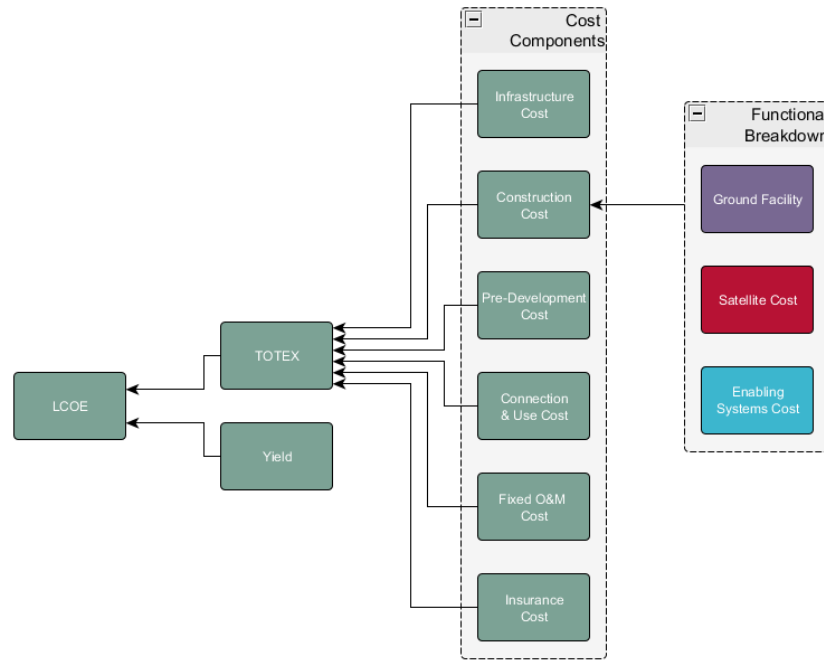 Cost
Components
Infrastructure
Cost
Construction
Cost
Pre-Development
Cost
Connection
& Use Cost
Fixed O&M
Cost
Insurance
Cost
Functiona
Breakdown
Ground Facility
Satellite Cost
Enabling
Systems Cost
TOTEX
LCOE
Yield